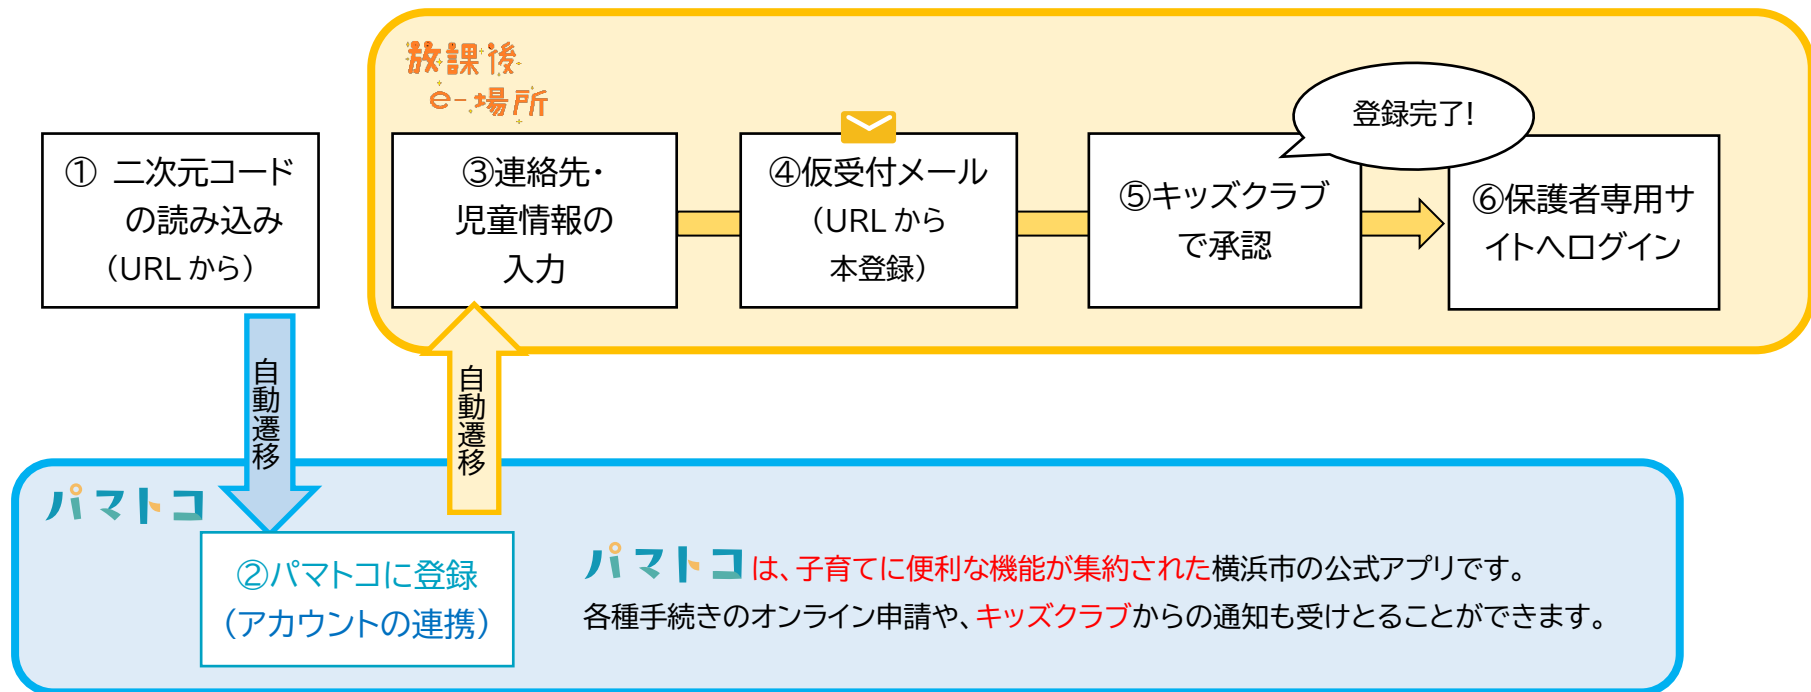 放課後
e-場所
① 二次元コード
の読み込み
（URLから）
③連絡先・
児童情報の
入力
④仮受付メール
（URLから
本登録）
⑤キッズクラブ
で承認
登録完了!
⑥保護者専用サ
イトへログイン
自動遷移
自動遷移
パマトコ
②パマトコに登録
（アカウントの連携）
パマトコは、子育てに便利な機能が集約された横浜市の公式アプリです。
各種手続きのオンライン申請や、キッズクラブからの通知も受けとることができます。